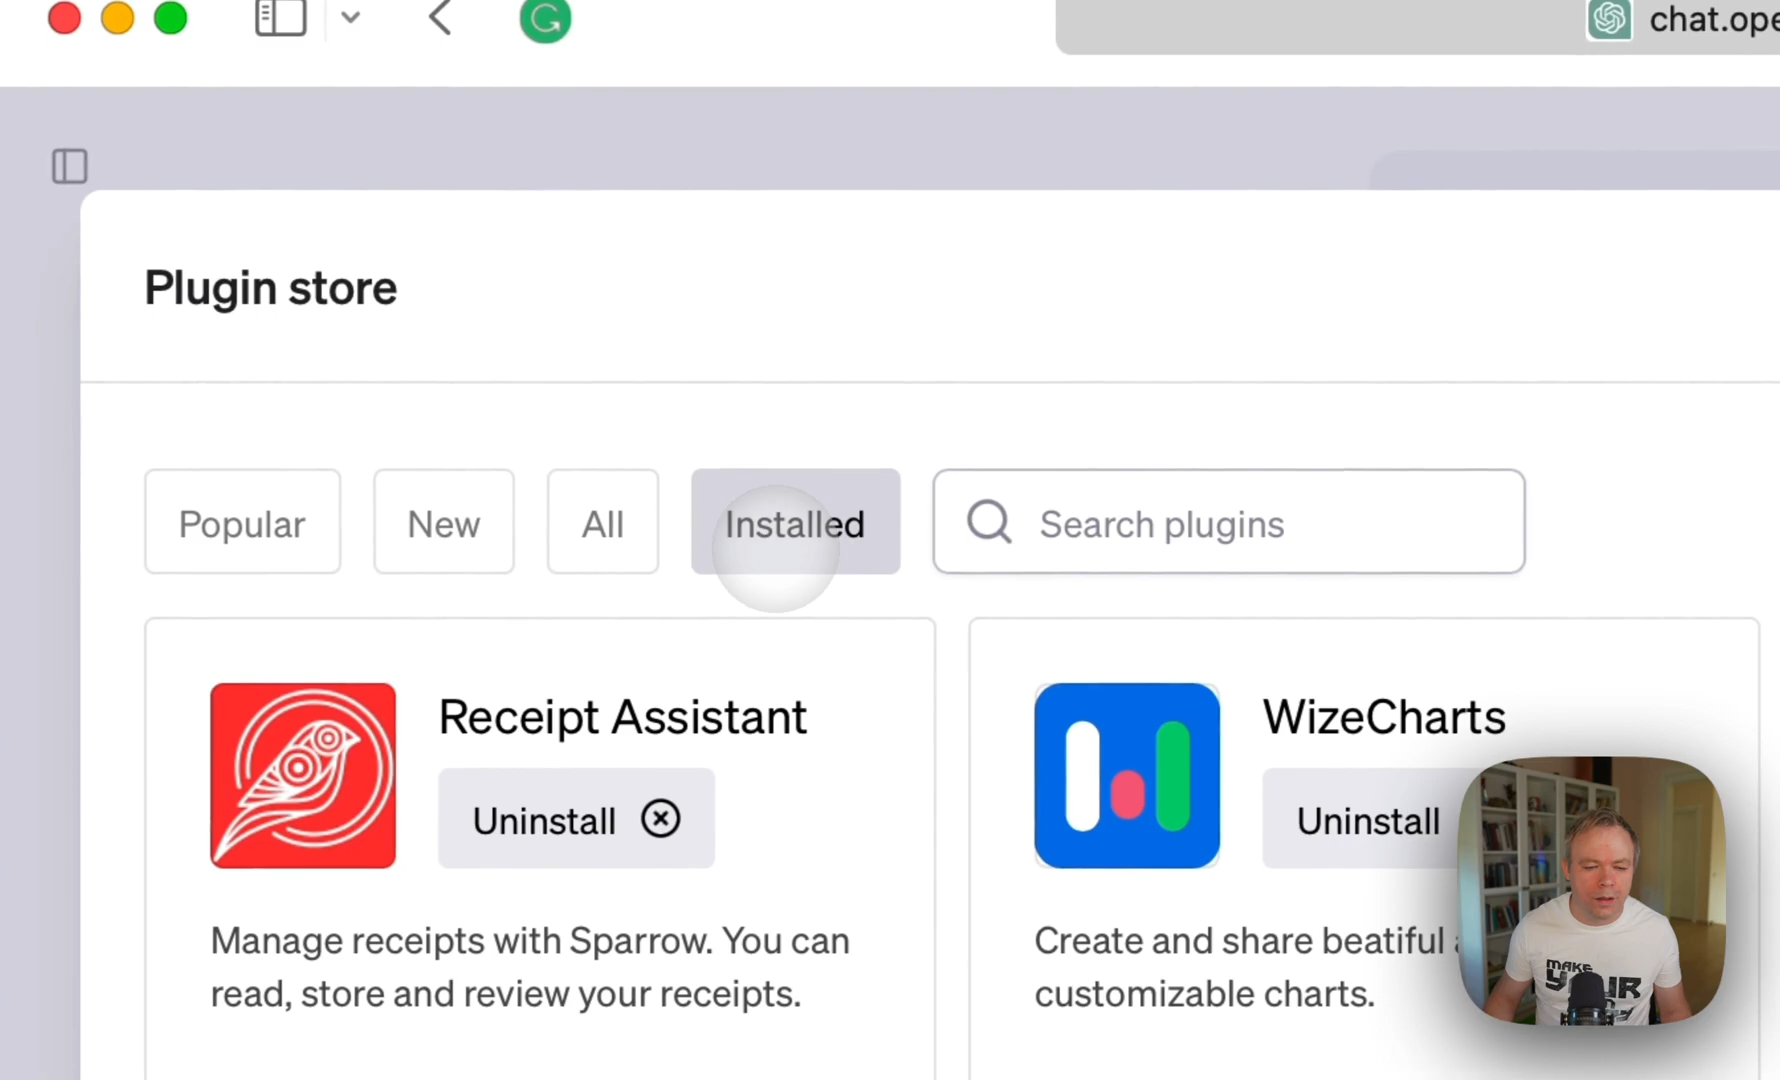 chat.ope
Plugin store
Popular
New
All
Installed
Search plugins
Receipt Assistant
Uninstall
Manage receipts with Sparrow. You can
read, store and review your receipts.
WizeCharts
Uninstall
Create and share beatiful
customizable charts.
MAKE